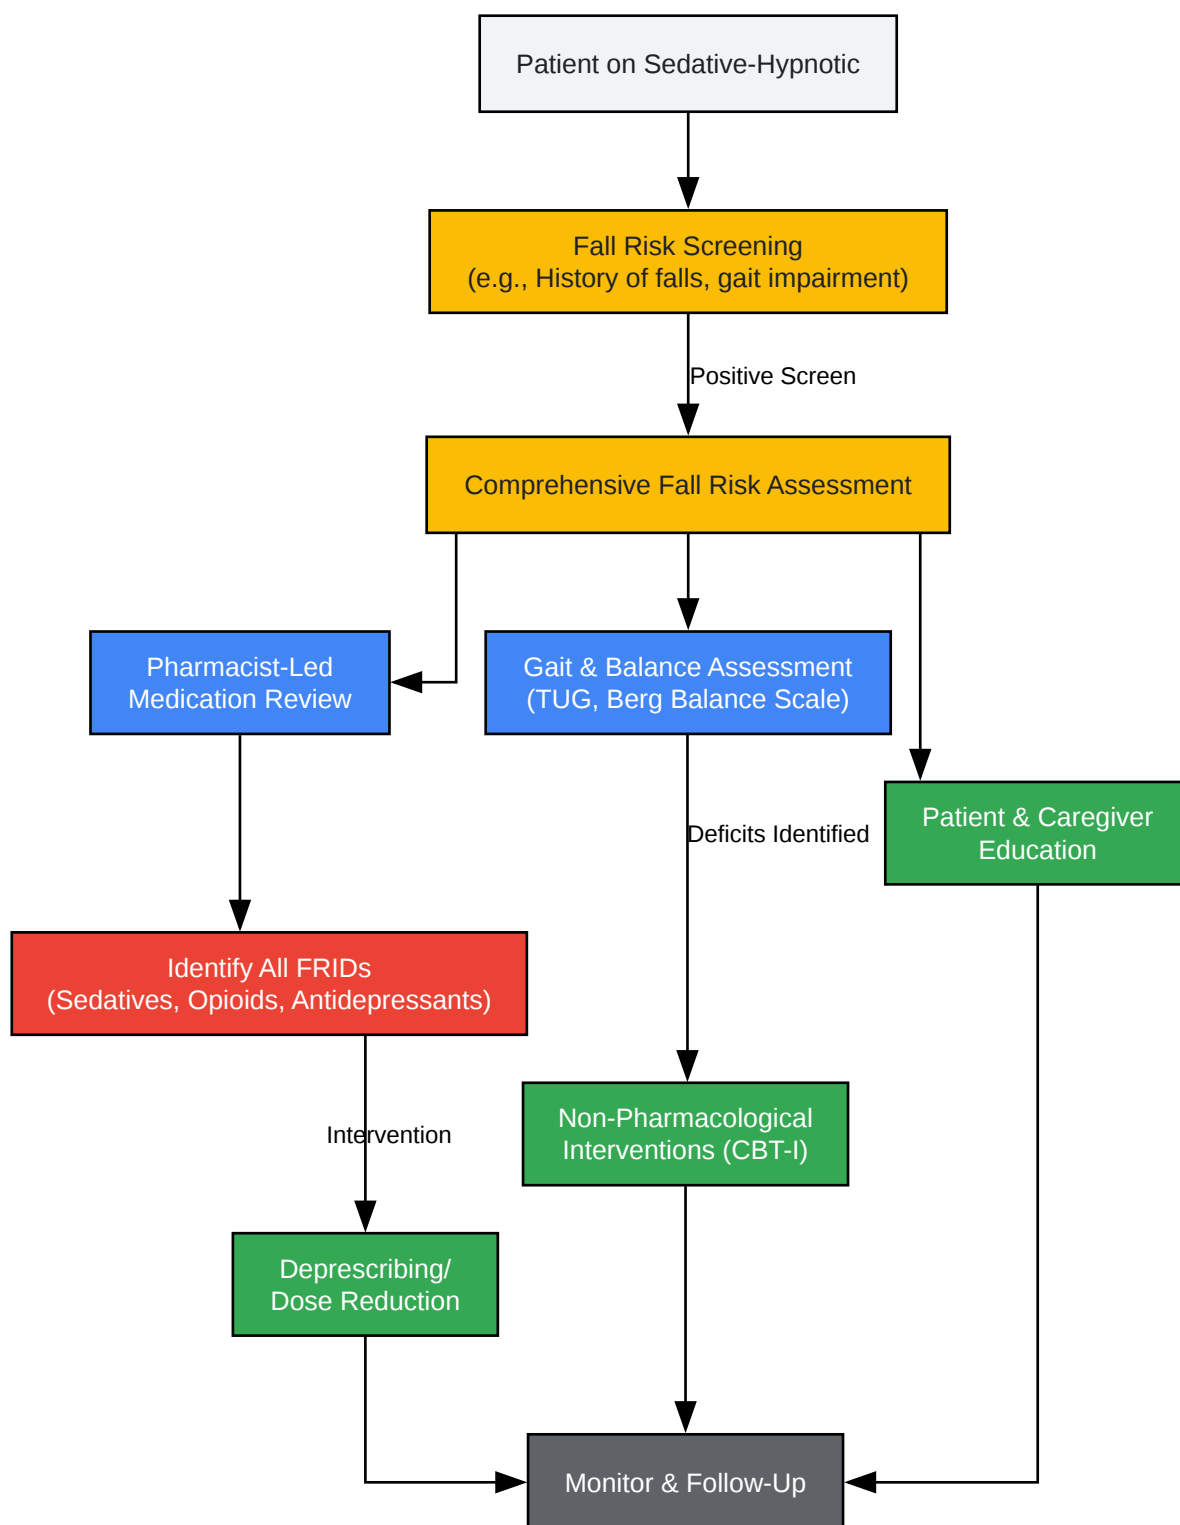 Patient on Sedative-Hypnotic
Fall Risk Screening
(e.g., History of falls, gait impairment)
Positive Screen
Comprehensive Fall Risk Assessment
Pharmacist-Led
Medication Review
Gait & Balance Assessment
(TUG, Berg Balance Scale)
Deficits Identified
Patient & Caregiver
Education
Identify All FRIDs
(Sedatives, Opioids, Antidepressants)
Intervention
Non-Pharmacological
Interventions (CBT-I)
Deprescribing/
Dose Reduction
Monitor & Follow-Up